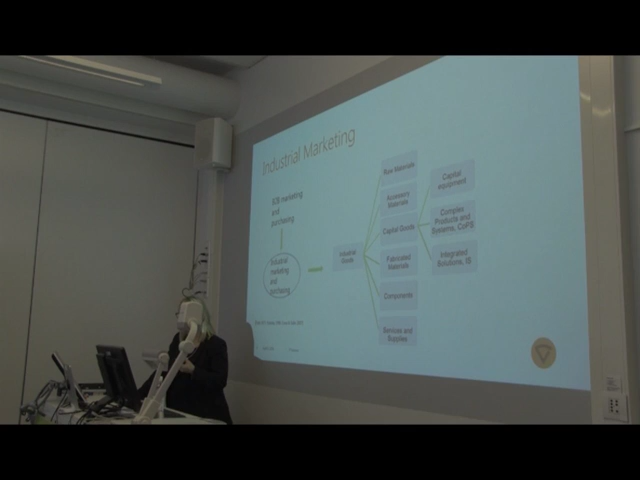 Industrial Marketing
B2B marketing
and
purchasing
Industrial
marketing
and
purchasing
Industrial
Goods
Raw Materials
Accessory
Materials
Capital Goods
Fabricated
Materials
Components
Services and
Supplies
Capital
equipment
Complex
Products and
Systems, CoPS
Integrated
Solutions, IS